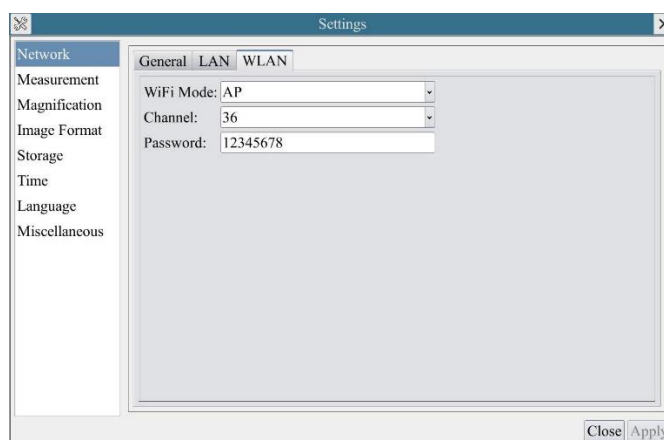 Settings
Network
Measurement
Magnification
Image Format
Storage
Time
Language
Miscellaneous
General LAN WLAN
WiFi Mode: AP
Channel: 36
Password: 12345678
Close Apply